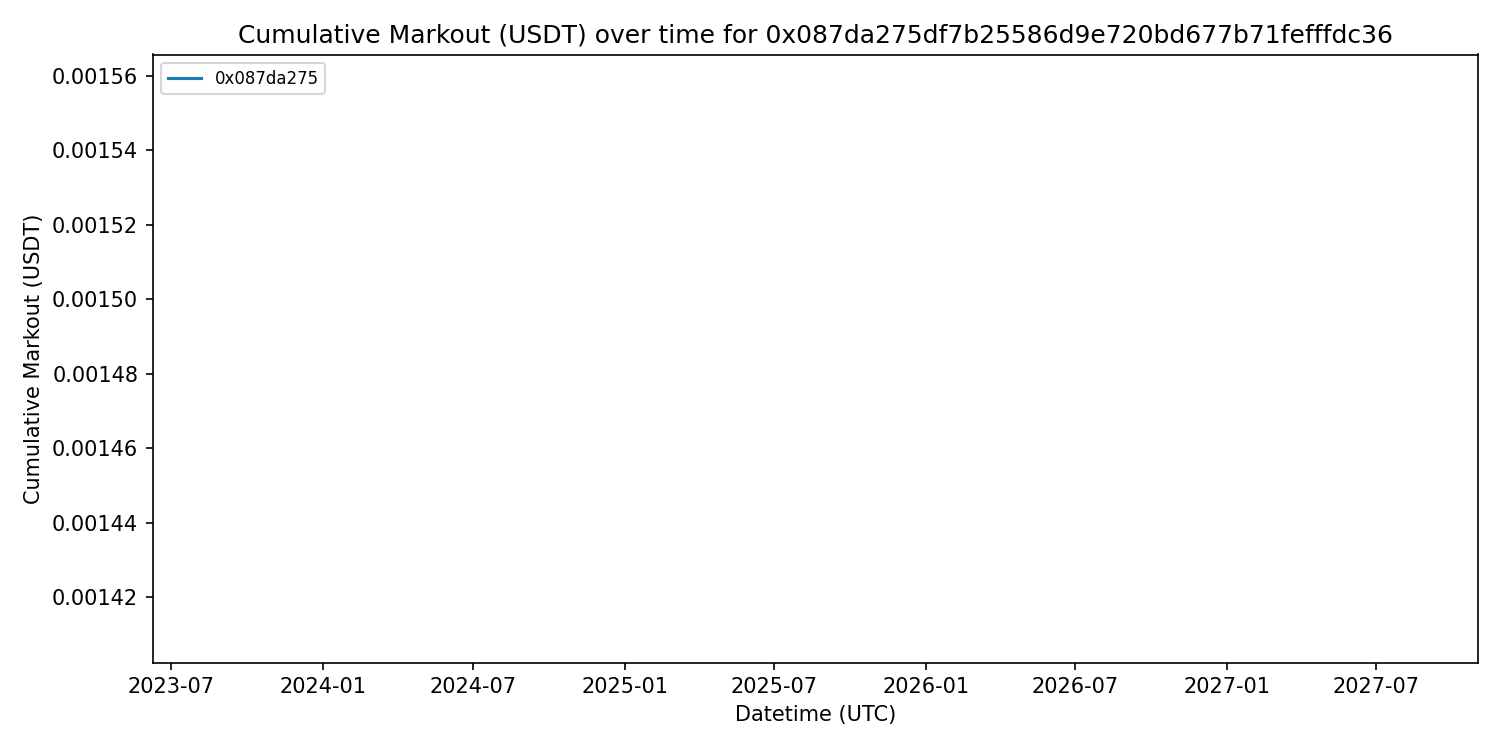 Cumulative Markout (USDT) over time for 0x087da275df7b25586d9e720bd677b71fefffdc36
0x087da275
0.00156
0.00154
0.00152
0.00150
0.00148
0.00146
0.00144
0.00142
Cumulative Markout (USDT)
2023-07 2024-01 2024-07 2025-01 2025-07 2026-01 2026-07 2027-01 2027-07
Datetime (UTC)